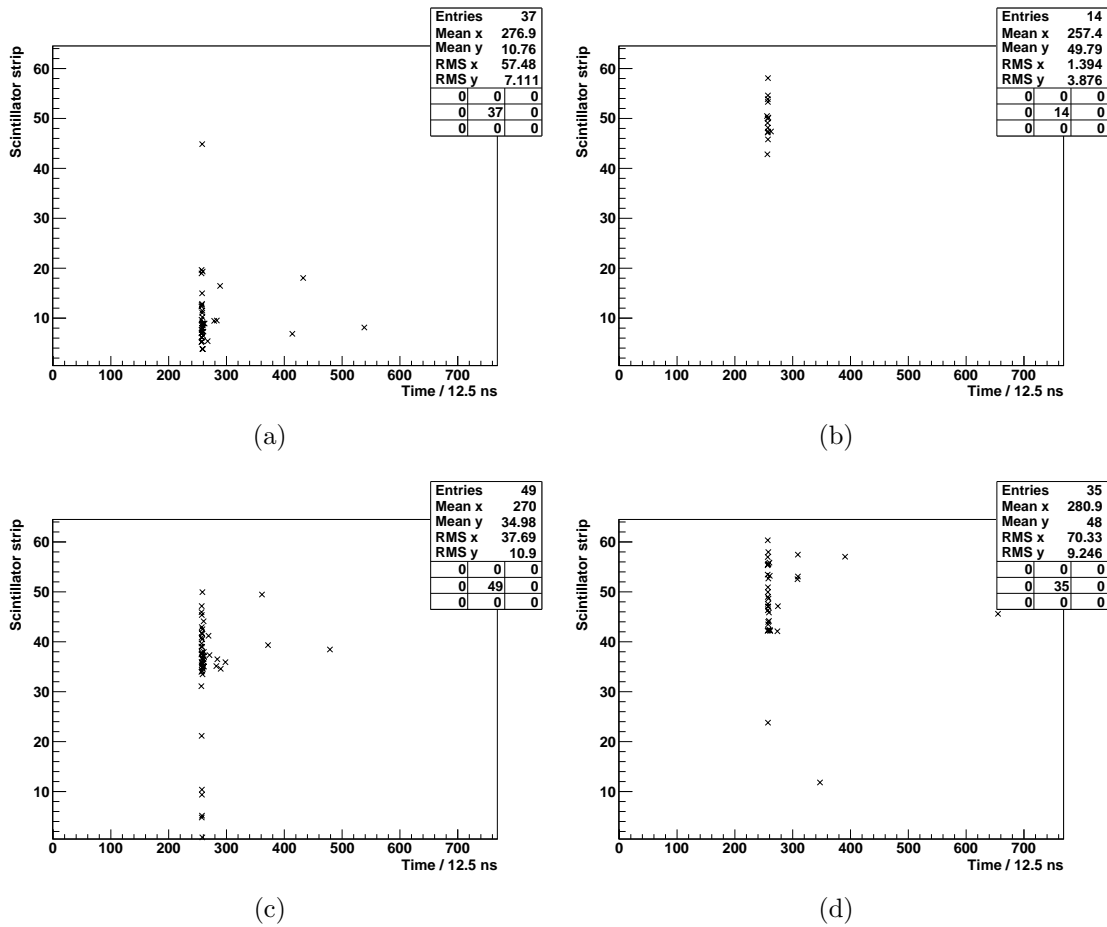 Entries 37
Mean x 276.9
Mean y 10.76
RMS x 57.48
RMS y 7.111
0 0 0
0 37 0
0 0 0
Scintillator strip
60
50
40
30
20
10
0 100 200 300 400 500 600 700
Time / 12.5 ns
(a)
Entries 14
Mean x 257.4
Mean y 49.79
RMS x 1.394
RMS y 3.876
0 0 0
0 14 0
0 0 0
Scintillator strip
60
50
40
30
20
10
0 100 200 300 400 500 600 700
Time / 12.5 ns
(b)
Entries 49
Mean x 270
Mean y 34.98
RMS x 37.69
RMS y 10.9
0 0 0
0 49 0
0 0 0
Scintillator strip
60
50
40
30
20
10
0 100 200 300 400 500 600 700
Time / 12.5 ns
(c)
Entries 35
Mean x 280.9
Mean y 48
RMS x 70.33
RMS y 9.246
0 0 0
0 35 0
0 0 0
Scintillator strip
60
50
40
30
20
10
0 100 200 300 400 500 600 700
Time / 12.5 ns
(d)